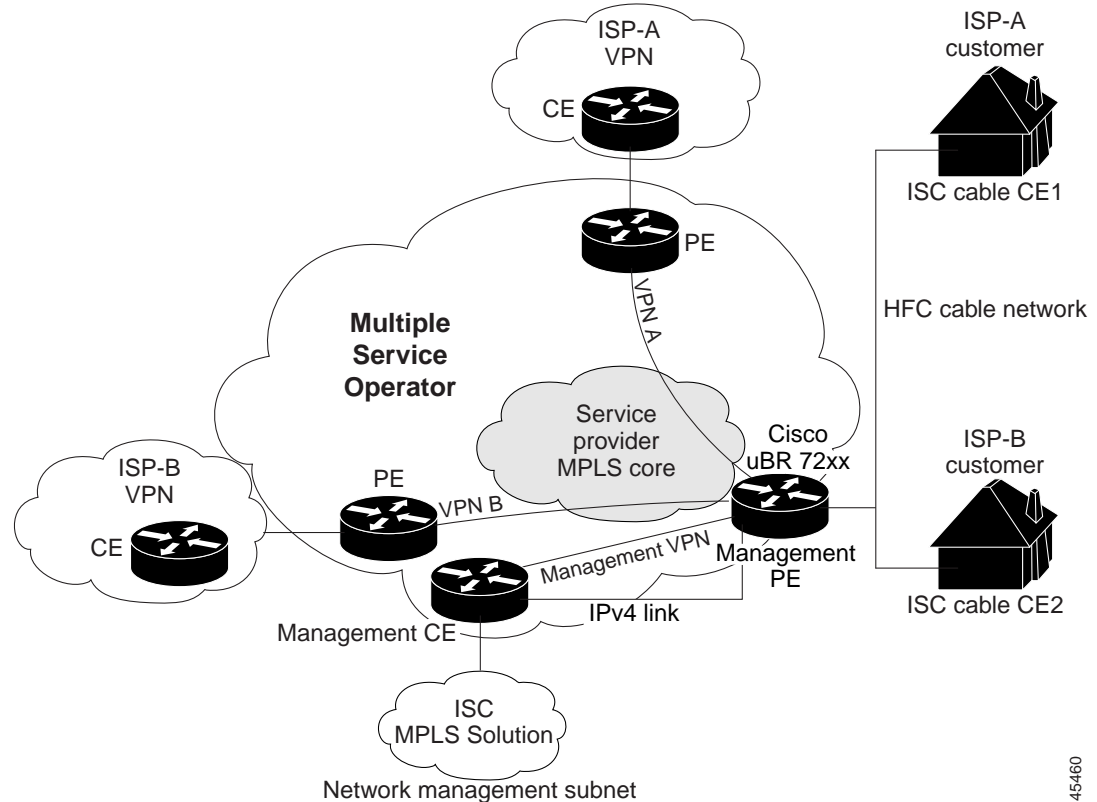 ISP-A
VPN
CE
ISP-A
customer
ISC cable CE1
PE
VPN A
HFC cable network
Multiple
Service
Operator
Service
provider
MPLS core
Cisco
uBR 72xx
ISP-B
customer
ISP-B
VPN
CE
PE
VPN B
Management VPN
Management
PE
ISC cable CE2
IPv4 link
Management CE
ISC
MPLS Solution
Network management subnet
45460